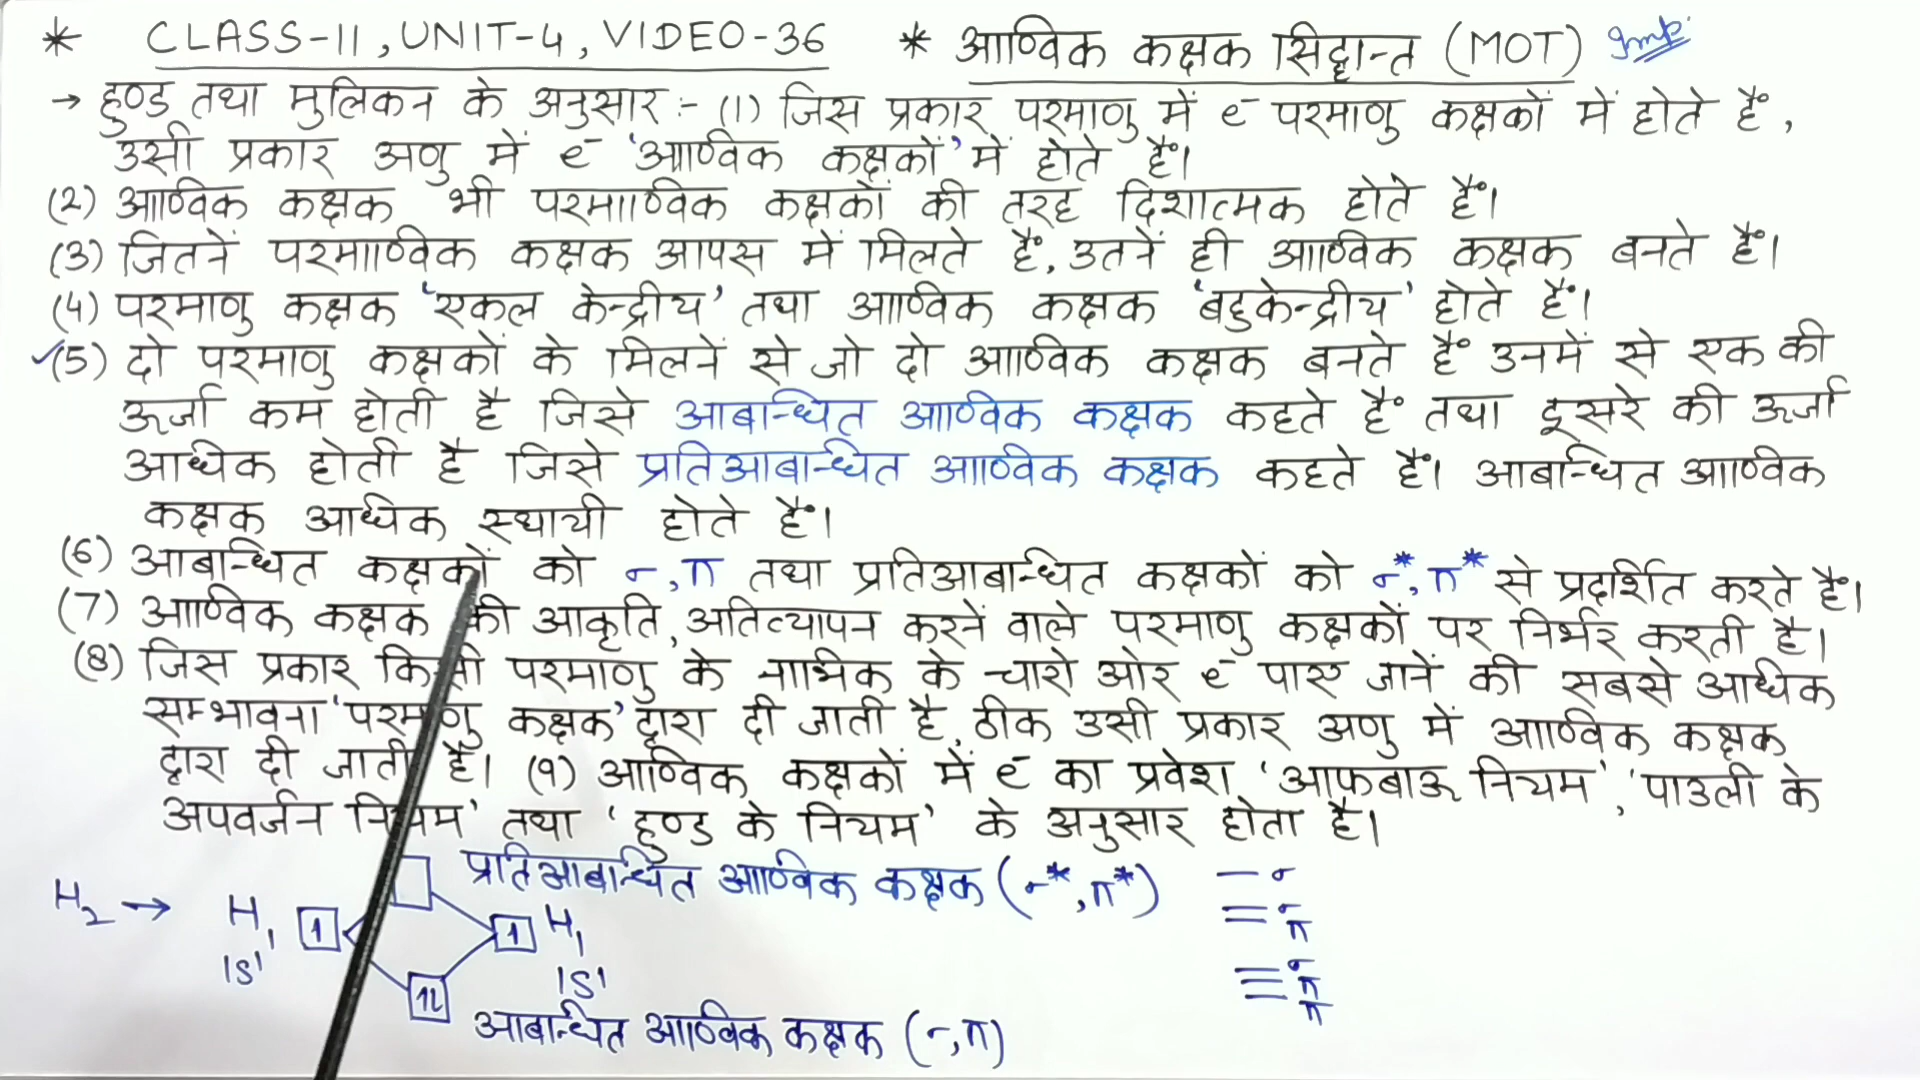 * CLASS-11, UNIT-4, VIDEO-36 * आण्विक कक्षक सिद्धान्त (MOT) Imp.
→ हुण्ड तथा मुलिकन के अनुसार :- (1) जिस प्रकार परमाणु में e⁻ परमाणु कक्षकों में होते हैं,
उसी प्रकार अणु में e⁻ 'आण्विक कक्षकों' में होते हैं।
(2) आण्विक कक्षक भी परमाण्विक कक्षकों की तरह दिशात्मक होते हैं।
(3) जितनें परमाण्विक कक्षक आपस में मिलते हैं, उतनें ही आण्विक कक्षक बनते हैं।
(4) परमाणु कक्षक 'एकल केन्द्रीय' तथा आण्विक कक्षक 'बहुकेन्द्रीय' होते हैं।
✓(5) दो परमाणु कक्षकों के मिलनें से जो दो आण्विक कक्षक बनते हैं उनमें से एक की
ऊर्जा कम होती है जिसे आबन्धित आण्विक कक्षक कहते हैं तथा दूसरे की ऊर्जा
अधिक होती है जिसे प्रतिआबन्धित आण्विक कक्षक कहते हैं। आबन्धित आण्विक
कक्षक अधिक स्थायी होते हैं।
(6) आबन्धित कक्षकों को σ, π तथा प्रतिआबन्धित कक्षकों को σ*, π* से प्रदर्शित करते हैं।
(7) आण्विक कक्षक की आकृति, अतिव्यापन करनें वाले परमाणु कक्षकों पर निर्भर करती है।
(8) जिस प्रकार किसी परमाणु के नाभिक के चारो ओर e⁻ पाए जानें की सबसे अधिक
सम्भावना 'परमाणु कक्षक' द्वारा दी जाती है, ठीक उसी प्रकार अणु में आण्विक कक्षक
द्वारा दी जाती है। (9) आण्विक कक्षकों में e⁻ का प्रवेश 'आफबाऊ नियम', 'पाउली के
अपवर्जन नियम' तथा 'हुण्ड के नियम' के अनुसार होता है।
प्रतिआबन्धित आण्विक कक्षक (σ*, π*)
H₂ → H₁ 1 1 H₁
1s¹ 1s¹
1L
आबन्धित आण्विक कक्षक (σ, π)
— σ
= σ
π
≡ σ
π
π